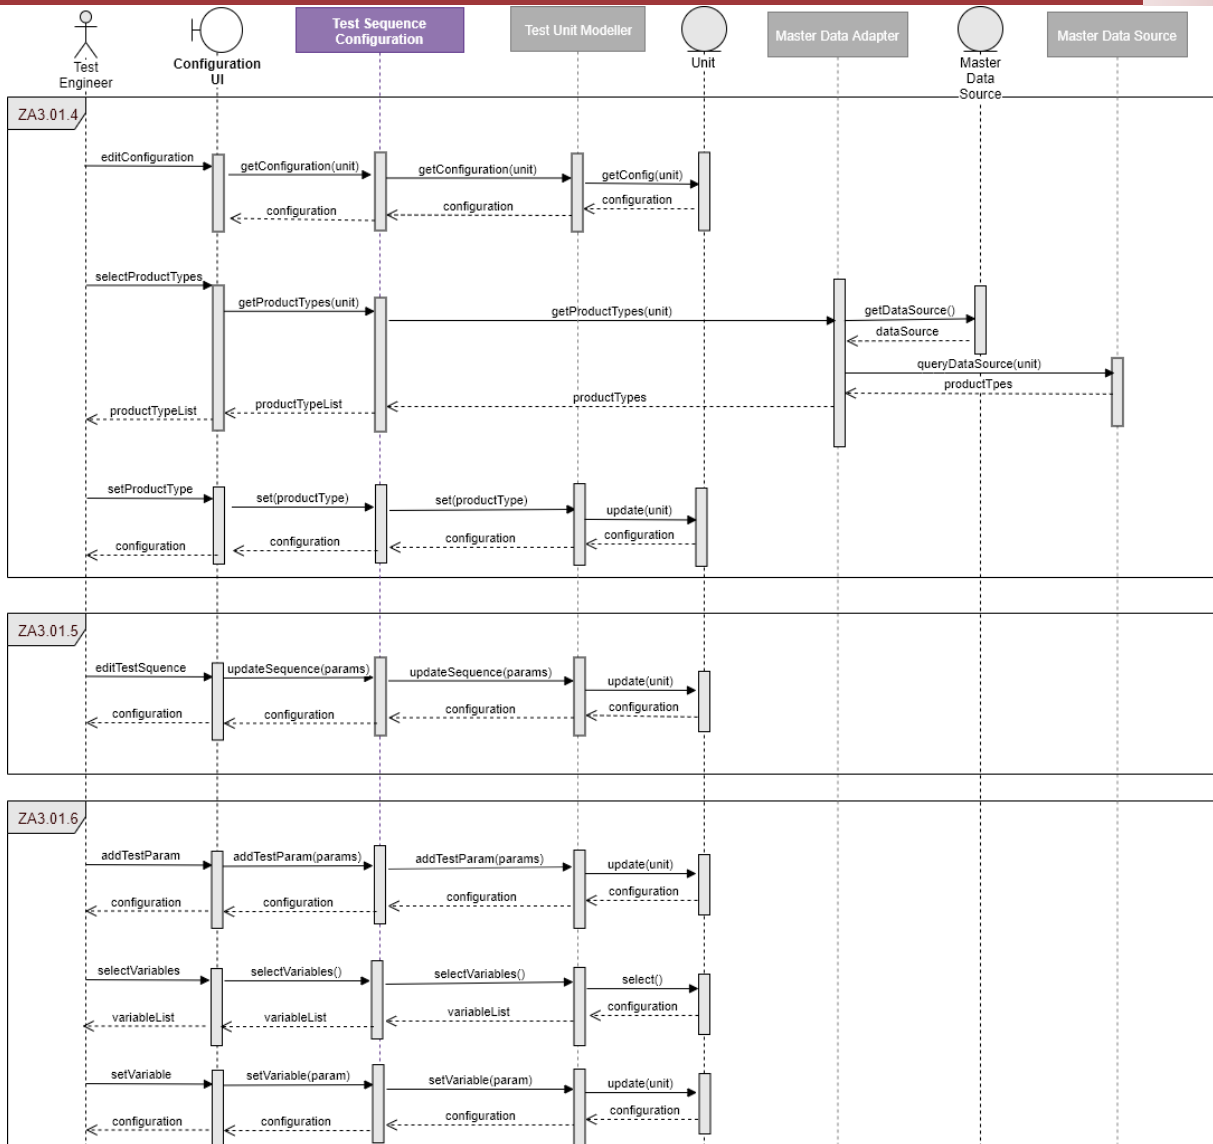 Test
Engineer
Configuration
UI
Test Sequence
Configuration
Test Unit Modeller
Unit
Master Data Adapter
Master
Data
Source
Master Data Source
ZA3.01.4
editConfiguration
getConfiguration(unit)
getConfiguration(unit)
getConfig(unit)
configuration
configuration
configuration
selectProductTypes
getProductTypes(unit)
getProductTypes(unit)
getDataSource()
dataSource
queryDataSource(unit)
productTpes
productTypes
productTypeList
productTypeList
setProductType
set(productType)
set(productType)
update(unit)
configuration
configuration
configuration
configuration
ZA3.01.5
editTestSquence
updateSequence(params)
updateSequence(params)
update(unit)
configuration
configuration
configuration
configuration
ZA3.01.6
addTestParam
addTestParam(params)
addTestParam(params)
update(unit)
configuration
configuration
configuration
configuration
selectVariables
selectVariables()
selectVariables()
select()
configuration
variableList
variableList
variableList
setVariable
setVariable(param)
setVariable(param)
update(unit)
configuration
configuration
configuration
configuration